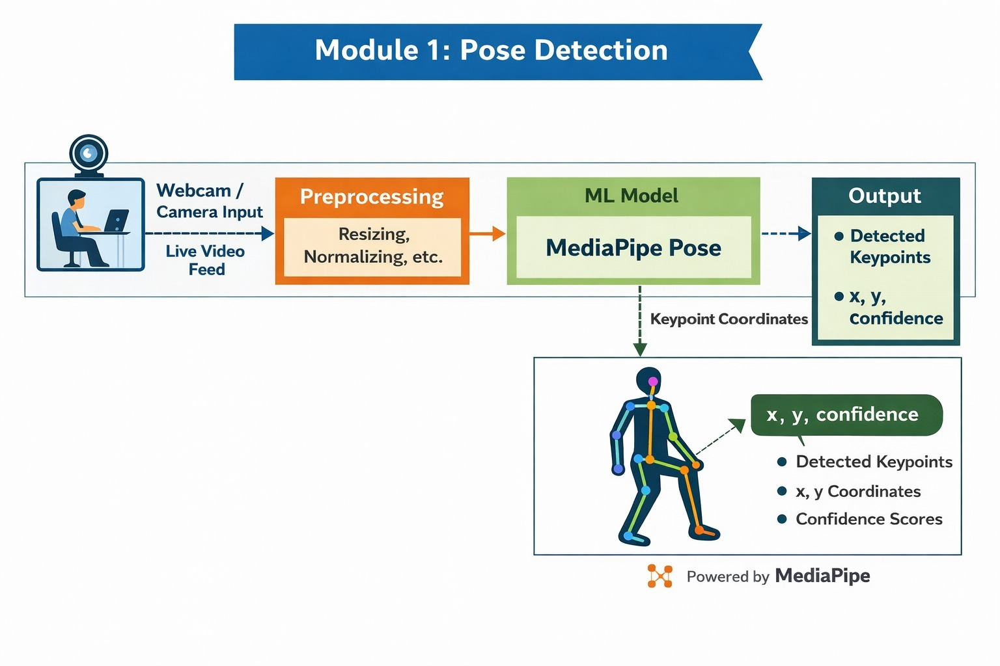 Module 1: Pose Detection
Webcam /
Camera Input
Live Video
Feed
Preprocessing
Resizing,
Normalizing, etc.
ML Model
MediaPipe Pose
Output
• Detected
Keypoints
• x, y,
confidence
Keypoint Coordinates
x, y, confidence
• Detected Keypoints
• x, y Coordinates
• Confidence Scores
Powered by MediaPipe